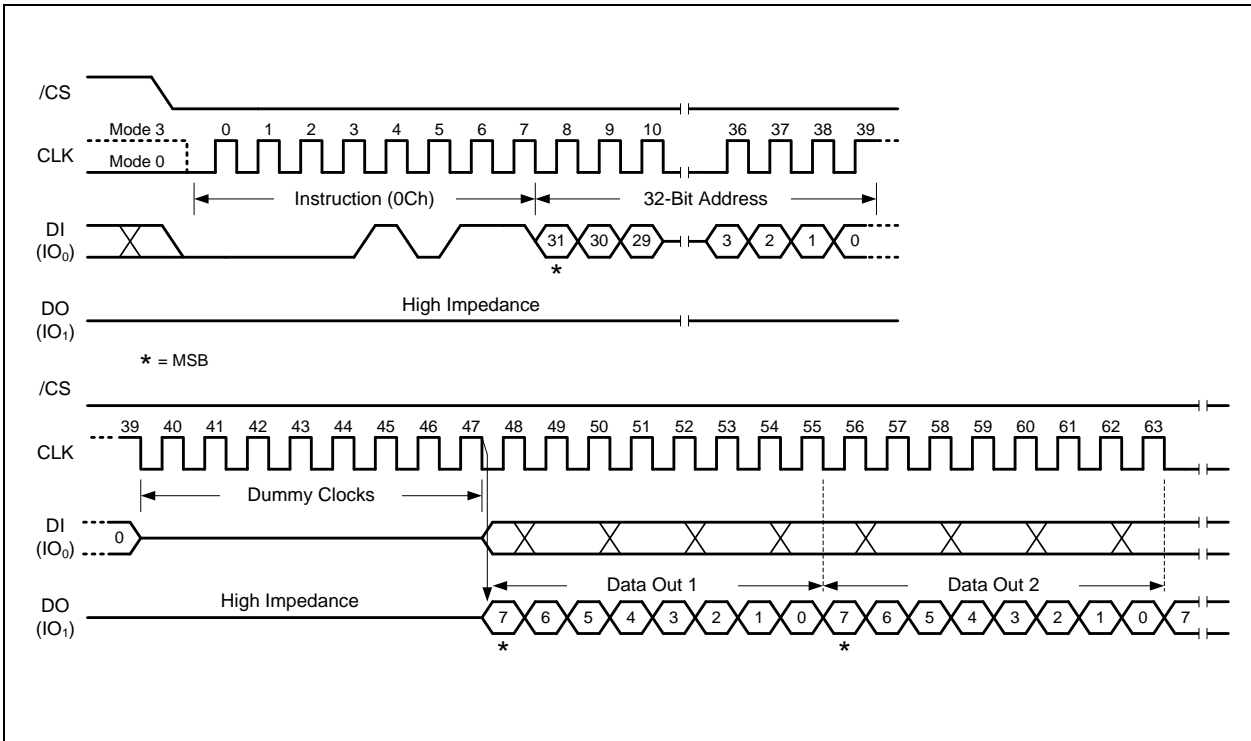 /CS
Mode 3 0 1 2 3 4 5 6 7 8 9 10 36 37 38 39
CLK
Mode 0
Instruction (0Ch) 32-Bit Address
DI
(IO₀)
31 30 29 3 2 1 0
*
DO
(IO₁)
High Impedance
* = MSB
/CS
39 40 41 42 43 44 45 46 47 48 49 50 51 52 53 54 55 56 57 58 59 60 61 62 63
CLK
Dummy Clocks
DI
(IO₀)
0
Data Out 1 Data Out 2
DO
(IO₁)
High Impedance
7 6 5 4 3 2 1 0 7 6 5 4 3 2 1 0 7
* *